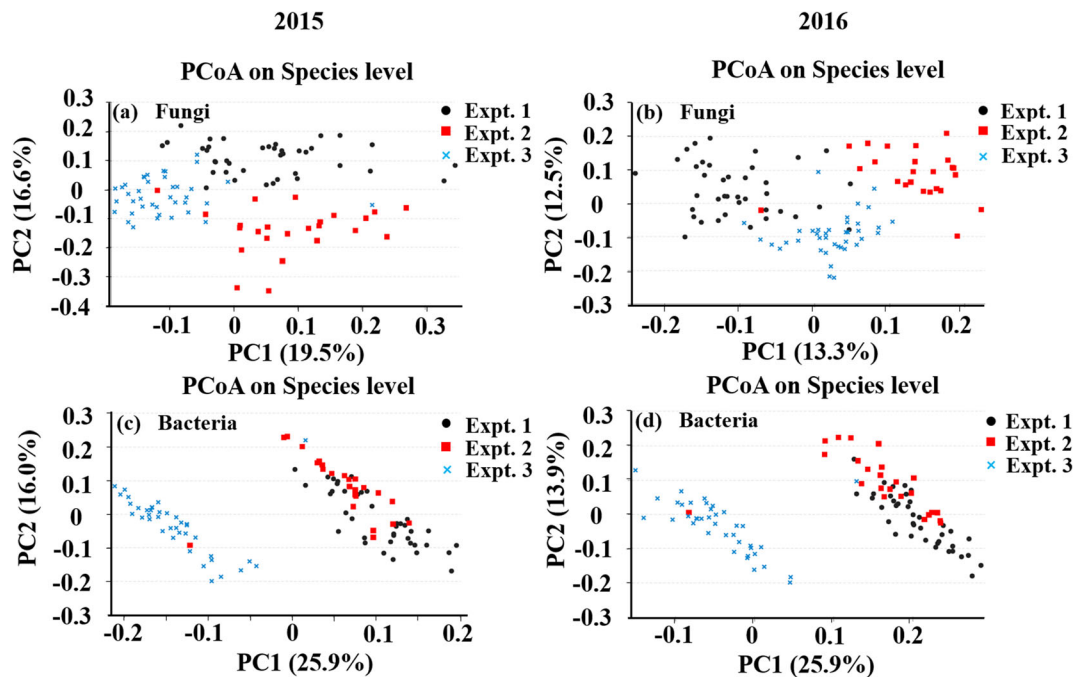 2015
2016
PCoA on Species level
(a) Fungi
Expt. 1
Expt. 2
Expt. 3
0.3
0.2
0.1
0
-0.1
-0.2
-0.3
-0.4
PC2 (16.6%)
-0.1
0
0.1
0.2
0.3
PC1 (19.5%)
PCoA on Species level
(b) Fungi
Expt. 1
Expt. 2
Expt. 3
0.3
0.2
0.1
0
-0.1
-0.2
-0.3
PC2 (12.5%)
-0.2
-0.1
0
0.1
0.2
PC1 (13.3%)
PCoA on Species level
(c) Bacteria
Expt. 1
Expt. 2
Expt. 3
0.3
0.2
0.1
0
-0.1
-0.2
-0.3
PC2 (16.0%)
-0.2
-0.1
0
0.1
0.2
PC1 (25.9%)
PCoA on Species level
(d) Bacteria
Expt. 1
Expt. 2
Expt. 3
0.3
0.2
0.1
0
-0.1
-0.2
-0.3
PC2 (13.9%)
-0.1
0
0.1
0.2
PC1 (25.9%)